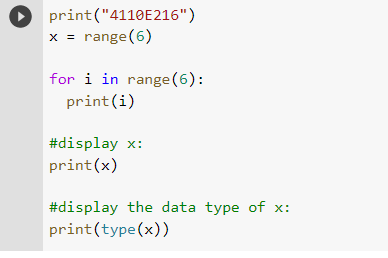 print("4110E216")
x = range(6)
for i in range(6):
  print(i)
#display x:
print(x)
#display the data type of x:
print(type(x))